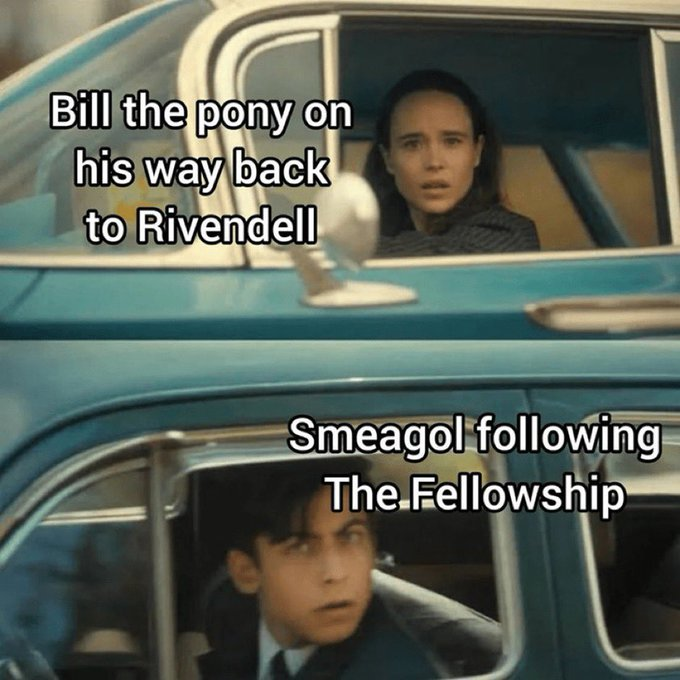 Bill the pony on
his way back
to Rivendell
Smeagol following
The Fellowship